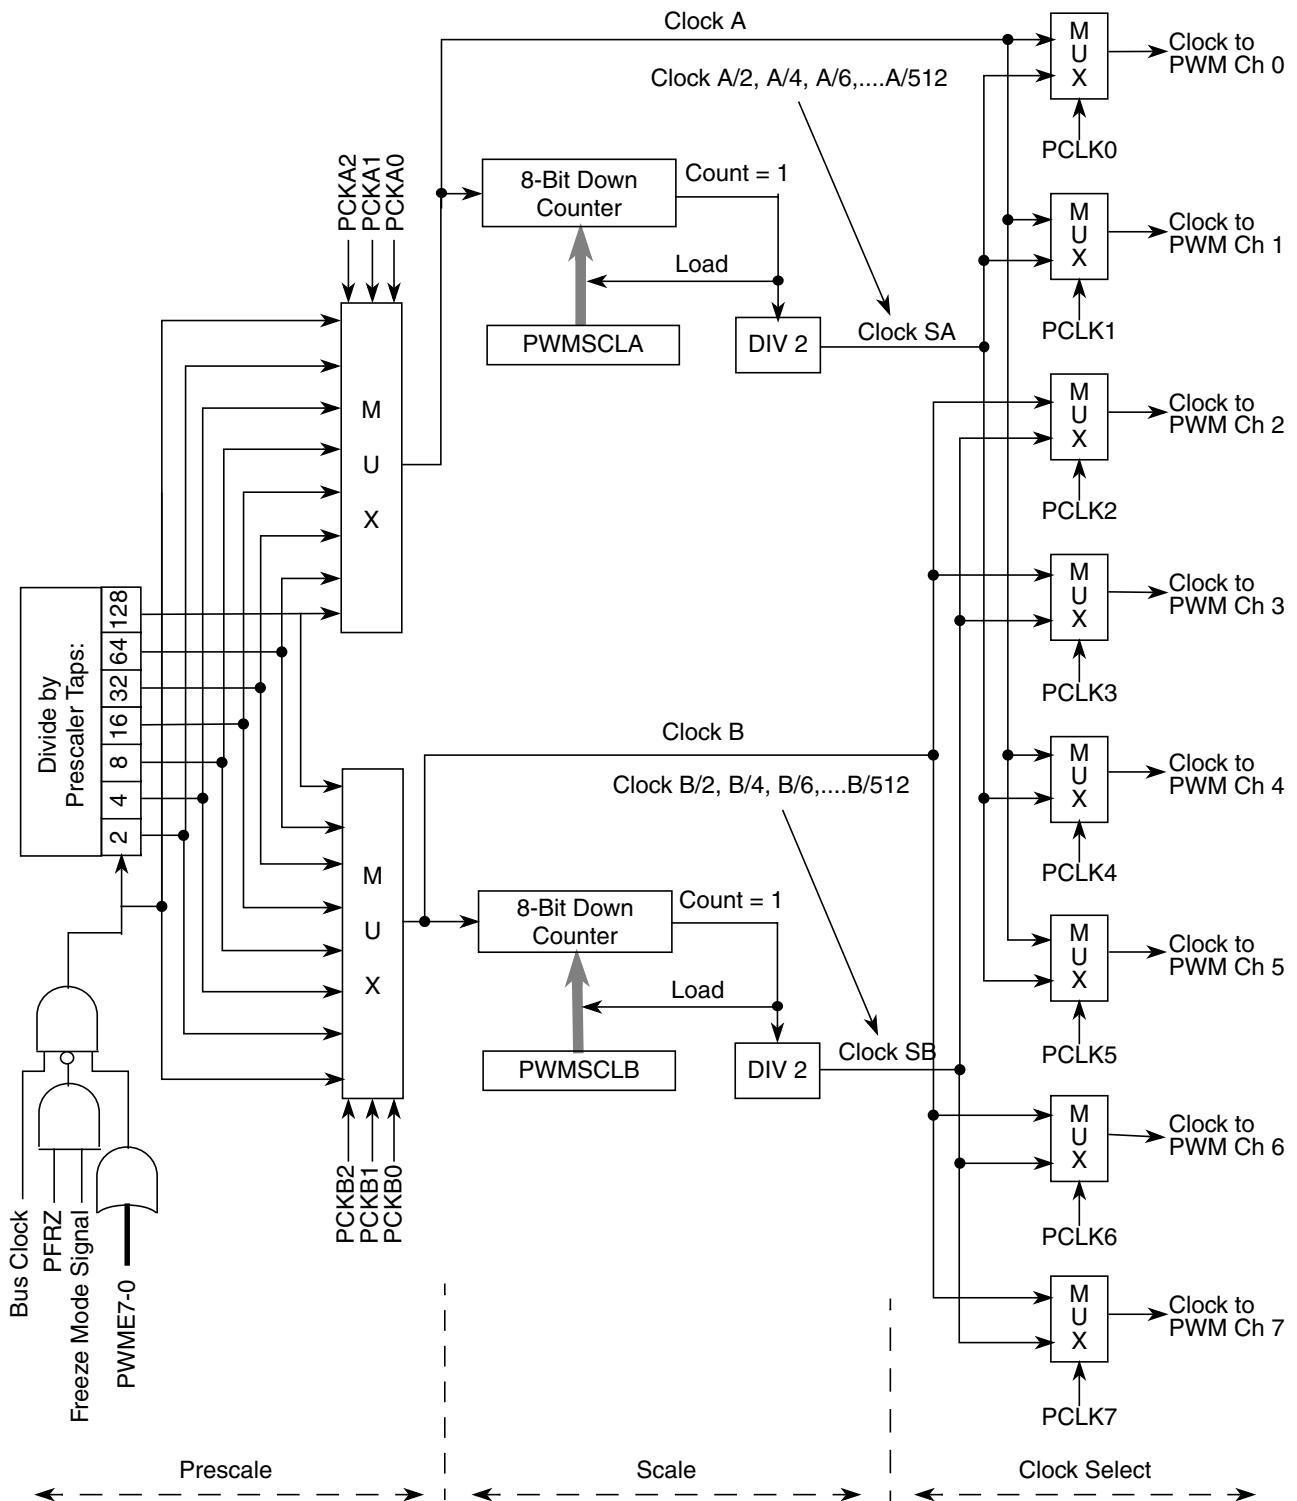 Clock A
Clock A/2, A/4, A/6,....A/512
PCKA2
PCKA1
PCKA0
8-Bit Down
Counter
Count = 1
Load
PWMSCLA
DIV 2
Clock SA
M
U
X
M
U
X
Clock to
PWM Ch 0
PCLK0
M
U
X
Clock to
PWM Ch 1
PCLK1
M
U
X
Clock to
PWM Ch 2
PCLK2
M
U
X
Clock to
PWM Ch 3
PCLK3
Divide by
Prescaler Taps:
128
64
32
16
8
4
2
Clock B
Clock B/2, B/4, B/6,....B/512
M
U
X
8-Bit Down
Counter
Count = 1
Load
PWMSCLB
DIV 2
Clock SB
PCKB2
PCKB1
PCKB0
M
U
X
Clock to
PWM Ch 4
PCLK4
M
U
X
Clock to
PWM Ch 5
PCLK5
M
U
X
Clock to
PWM Ch 6
PCLK6
M
U
X
Clock to
PWM Ch 7
PCLK7
Bus Clock
PFRZ
Freeze Mode Signal
PWME7-0
Prescale
Scale
Clock Select